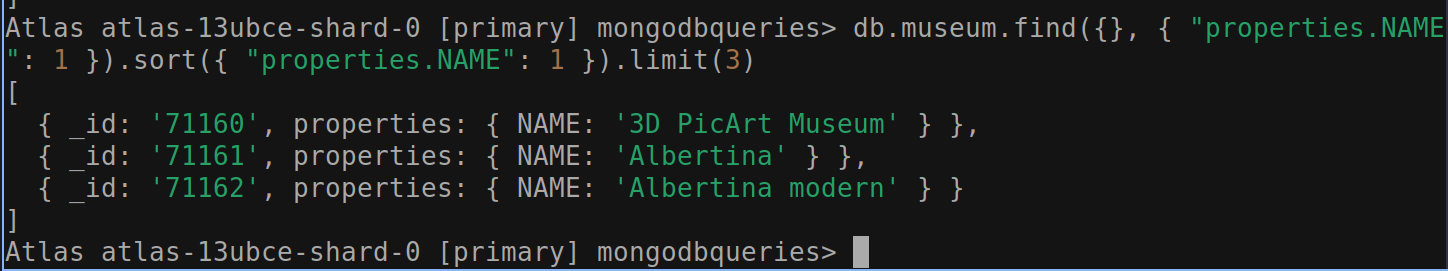 ]
Atlas atlas-13ubce-shard-0 [primary] mongodbqueries> db.museum.find({}, { "properties.NAME
": 1 }).sort({ "properties.NAME": 1 }).limit(3)
[
  { _id: '71160', properties: { NAME: '3D PicArt Museum' } },
  { _id: '71161', properties: { NAME: 'Albertina' } },
  { _id: '71162', properties: { NAME: 'Albertina modern' } }
]
Atlas atlas-13ubce-shard-0 [primary] mongodbqueries>